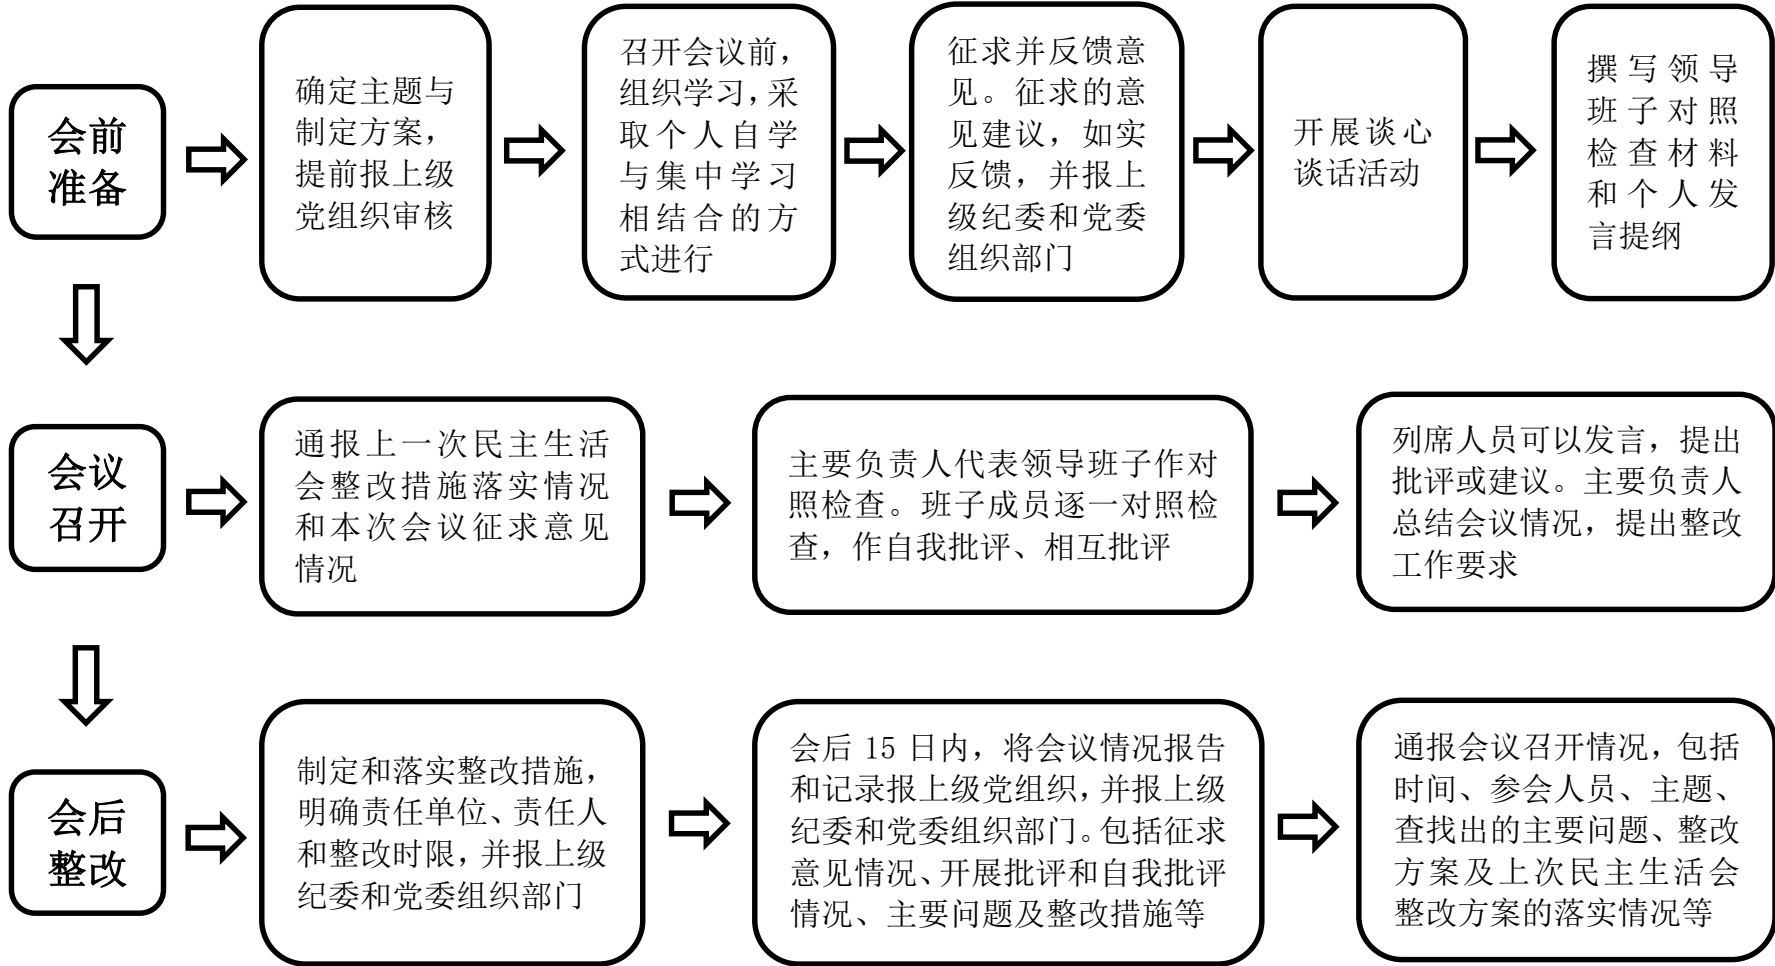 会前
准备
确定主题与
制定方案，
提前报上级
党组织审核
召开会议前，
组织学习，采
取个人自学
与集中学习
相结合的方
式进行
征求并反馈意
见。征求的意
见建议，如实
反馈，并报上
级纪委和党委
组织部门
开展谈心
谈话活动
撰写领导
班子对照
检查材料
和个人发
言提纲
会议
召开
通报上一次民主生活
会整改措施落实情况
和本次会议征求意见
情况
主要负责人代表领导班子作对
照检查。班子成员逐一对照检
查，作自我批评、相互批评
列席人员可以发言，提出
批评或建议。主要负责人
总结会议情况，提出整改
工作要求
会后
整改
制定和落实整改措施，
明确责任单位、责任人
和整改时限，并报上级
纪委和党委组织部门
会后 15 日内，将会议情况报告
和记录报上级党组织，并报上级
纪委和党委组织部门。包括征求
意见情况、开展批评和自我批评
情况、主要问题及整改措施等
通报会议召开情况，包括
时间、参会人员、主题、
查找出的主要问题、整改
方案及上次民主生活会
整改方案的落实情况等